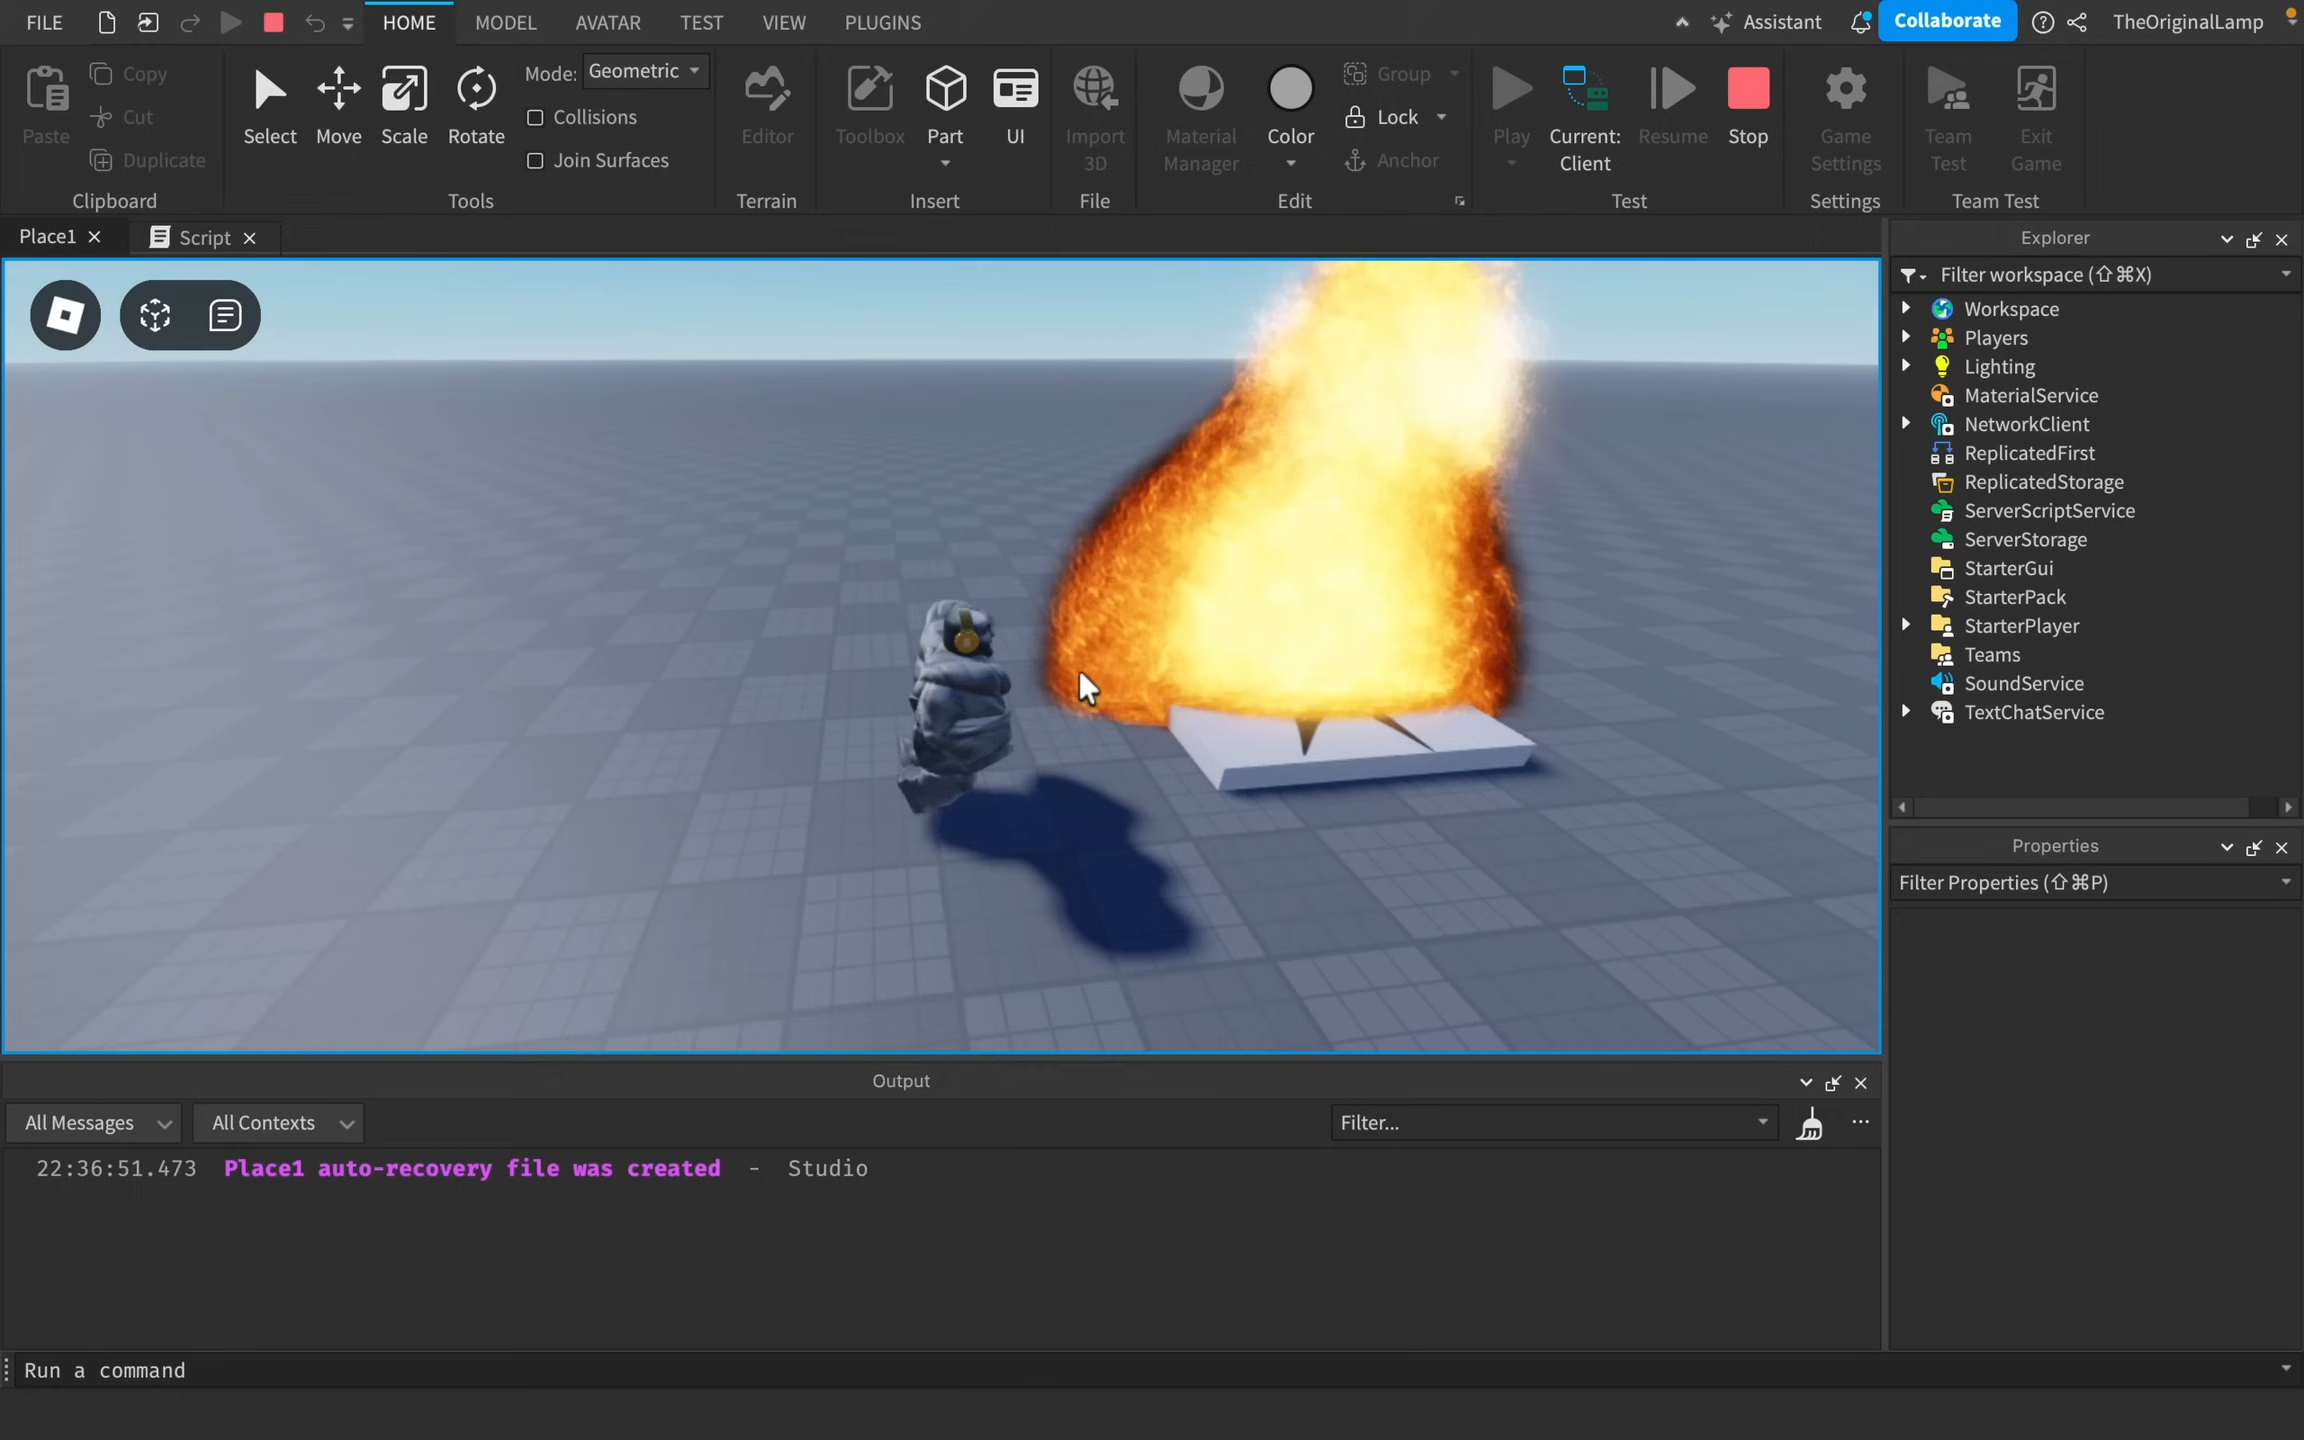 FILE
HOME
MODEL
AVATAR
TEST
VIEW
PLUGINS
Assistant
Collaborate
TheOriginalLamp
Paste
Copy
Cut
Duplicate
Clipboard
Select
Move
Scale
Rotate
Mode: Geometric
Collisions
Join Surfaces
Tools
Editor
Terrain
Toolbox
Part
UI
Insert
Import
3D
File
Material
Manager
Color
Group
Lock
Anchor
Edit
Play
Current:
Client
Resume
Stop
Test
Game
Settings
Settings
Team
Test
Exit
Game
Team Test
Place1
Script
Explorer
Filter workspace (⇧⌘X)
Workspace
Players
Lighting
MaterialService
NetworkClient
ReplicatedFirst
ReplicatedStorage
ServerScriptService
ServerStorage
StarterGui
StarterPack
StarterPlayer
Teams
SoundService
TextChatService
Properties
Filter Properties (⇧⌘P)
Output
All Messages
All Contexts
Filter...
22:36:51.473 Place1 auto-recovery file was created - Studio
Run a command